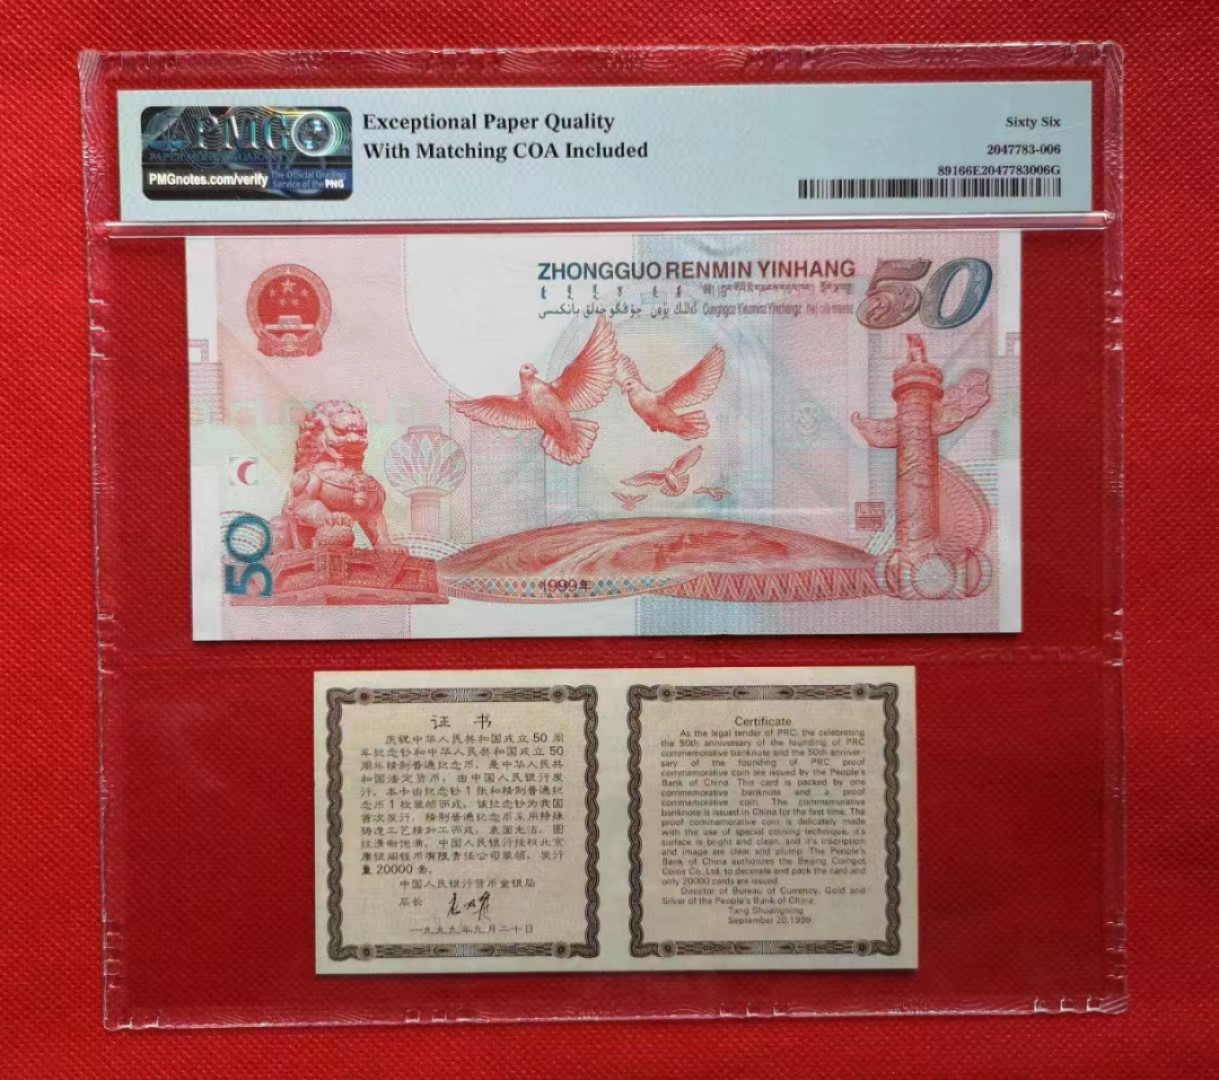 PMG
PAPER MONEY GUARANTY
PMGnotes.com/verify
The Official Grading
Service of the PNG
Exceptional Paper Quality
With Matching COA Included
Sixty Six
2047783-006
89166E2047783006G
ZHONGGUO RENMIN YINHANG
50
50
1999年
证书
庆祝中华人民共和国成立 50 周
年纪念钞和中华人民共和国成立 50
周年精制普通纪念币，是中华人民共
和国法定货币，由中国人民银行发
行。本卡由纪念钞 1 张和精制普通纪
念币 1 枚装帧而成，该纪念钞为我国
首次发行，精制普通纪念币采用特殊
铸造工艺精加工而成，表面光洁，图
纹清晰饱满。中国人民银行授权北京
康银阁钱币有限责任公司装帧，发行
量 20000 套。
中国人民银行货币金银局
局长
一九九九年九月二十日
Certificate
As the legal tender of PRC, the celebrating
the 50th anniversary of the founding of PRC
commemorative banknote and the 50th anniver-
sary of the founding of PRC proof
commemorative coin are issued by the People's
Bank of China. This card is packed by one
commemorative banknote and a proof
commemorative coin. The commemorative
banknote is issued in China for the first time. The
proof commemorative coin is delicately made
with the use of special coining technique, it's
surface is bright and clean, and it's inscription
and image are clear and plump. The People's
Bank of China authorizes the Beijing Coingot
Coins Co., Ltd. to decorate and pack the card and
only 20000 cards are issued.
Director of Bureau of Currency, Gold and
Silver of the People's Bank of China
Tang Shuangning
September 20,1999